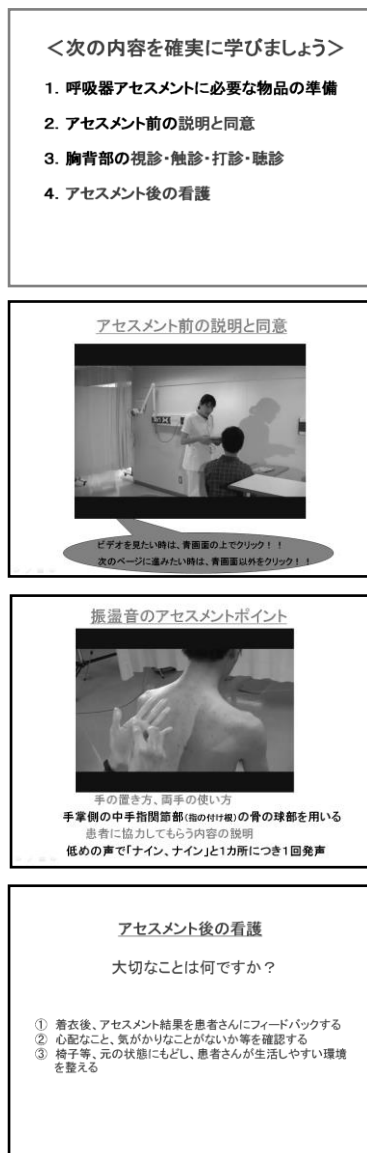 ＜次の内容を確実に学びましょう＞
1. 呼吸器アセスメントに必要な物品の準備
2. アセスメント前の説明と同意
3. 胸背部の視診･触診･打診･聴診
4. アセスメント後の看護
アセスメント前の説明と同意
ビデオを見たい時は、青画面の上でクリック！！
次のページに進みたい時は、青画面以外をクリック！！
振盪音のアセスメントポイント
手の置き方、両手の使い方
手掌側の中手指関節部(指の付け根)の骨の球部を用いる
患者に協力してもらう内容の説明
低めの声で「ナイン、ナイン」と1カ所につき1回発声
アセスメント後の看護
大切なことは何ですか？
① 着衣後、アセスメント結果を患者さんにフィードバックする
② 心配なこと、気がかりなことがないか等を確認する
③ 椅子等、元の状態にもどし、患者さんが生活しやすい環境
を整える